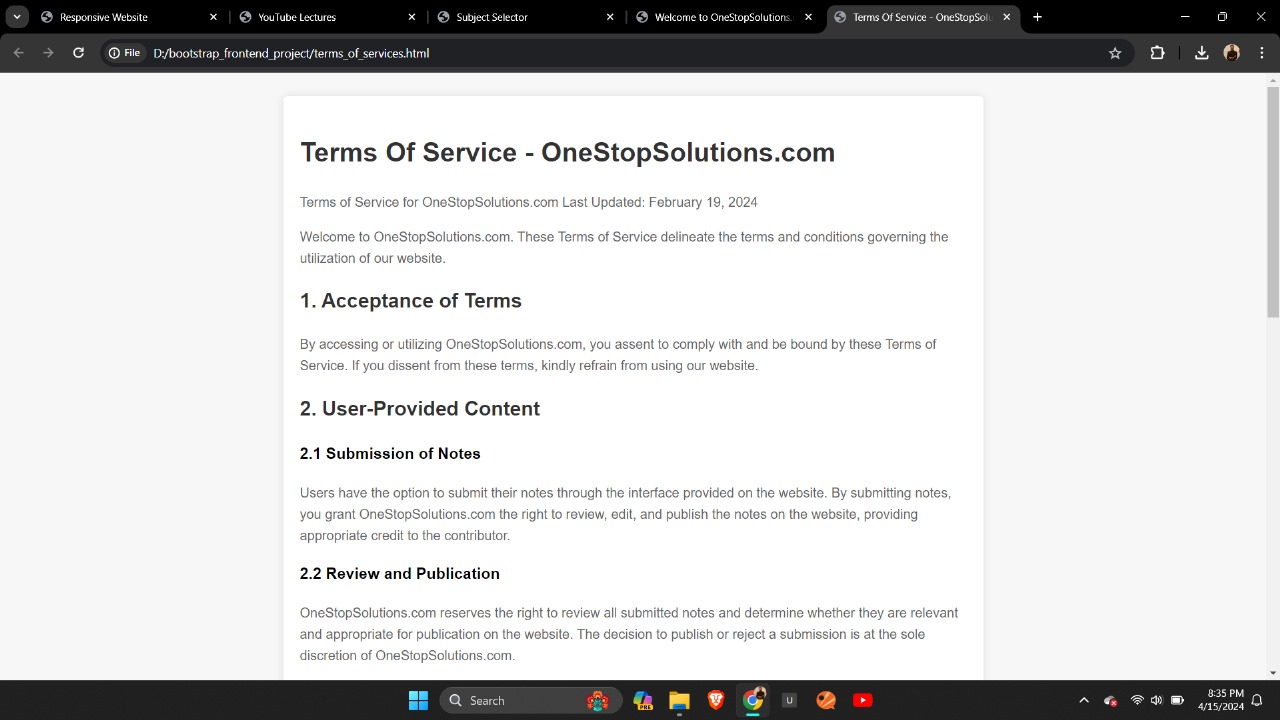 Responsive Website
YouTube Lectures
Subject Selector
Welcome to OneStopSolutions.
Terms Of Service - OneStopSolu
File
D:/bootstrap_frontend_project/terms_of_services.html
Terms Of Service - OneStopSolutions.com
Terms of Service for OneStopSolutions.com Last Updated: February 19, 2024
Welcome to OneStopSolutions.com. These Terms of Service delineate the terms and conditions governing the
utilization of our website.
1. Acceptance of Terms
By accessing or utilizing OneStopSolutions.com, you assent to comply with and be bound by these Terms of
Service. If you dissent from these terms, kindly refrain from using our website.
2. User-Provided Content
2.1 Submission of Notes
Users have the option to submit their notes through the interface provided on the website. By submitting notes,
you grant OneStopSolutions.com the right to review, edit, and publish the notes on the website, providing
appropriate credit to the contributor.
2.2 Review and Publication
OneStopSolutions.com reserves the right to review all submitted notes and determine whether they are relevant
and appropriate for publication on the website. The decision to publish or reject a submission is at the sole
discretion of OneStopSolutions.com.
Search
PRE
U
8:35 PM
4/15/2024